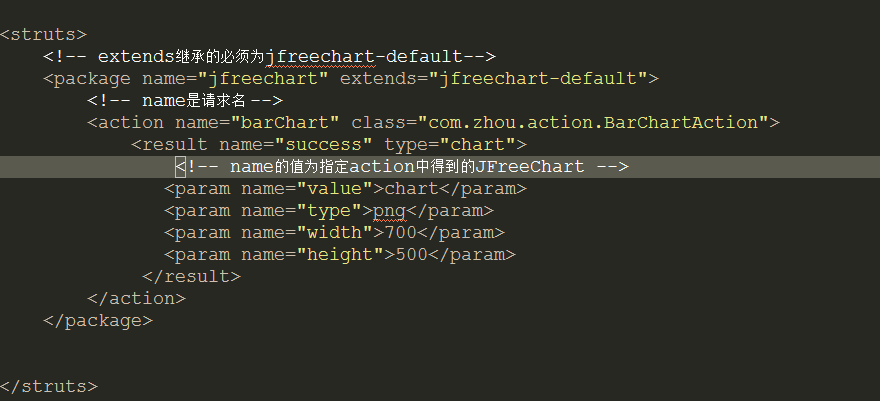 <struts>
<!-- extends继承的必须为jfreechart-default-->
<package name="jfreechart" extends="jfreechart-default">
<!-- name是请求名 -->
<action name="barChart" class="com.zhou.action.BarChartAction">
<result name="success" type="chart">
<!-- name的值为指定action中得到的JFreeChart -->
<param name="value">chart</param>
<param name="type">png</param>
<param name="width">700</param>
<param name="height">500</param>
</result>
</action>
</package>
</struts>